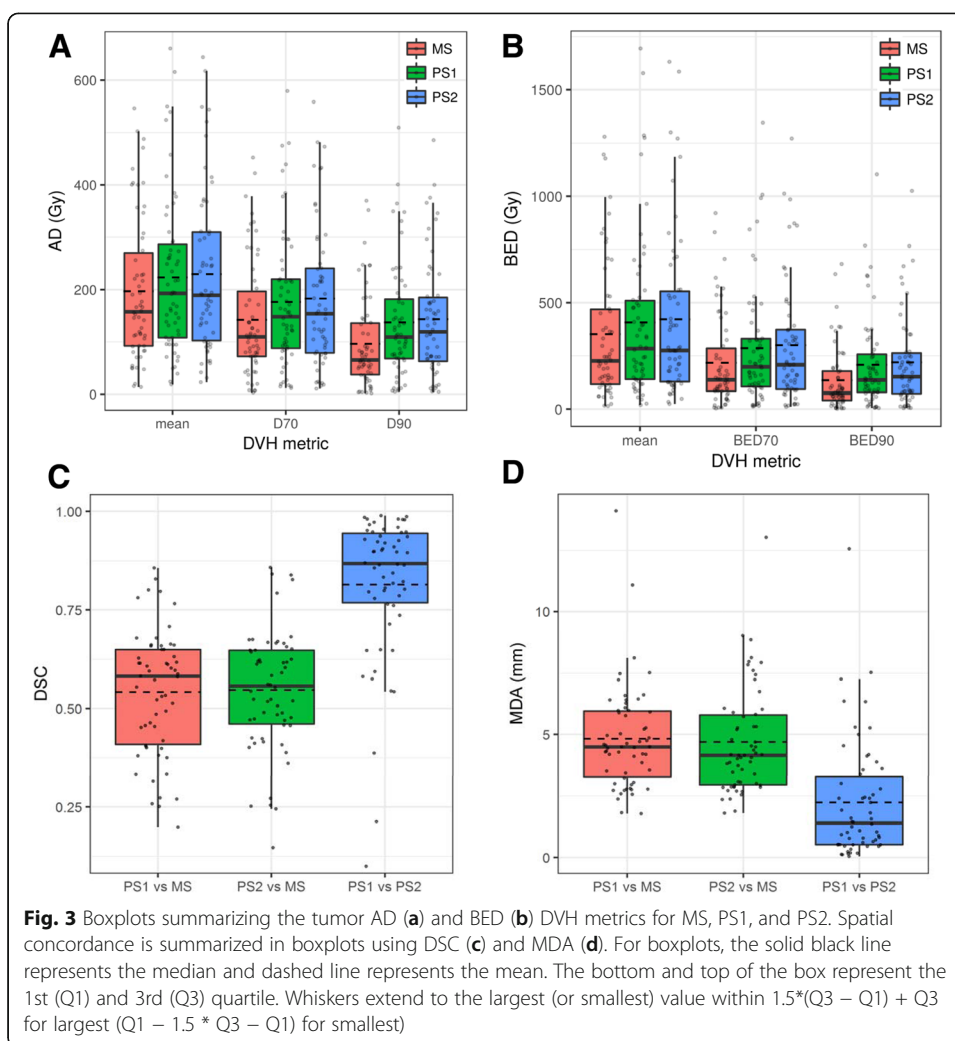 A
MS
PS1
PS2
600
400
200
0
AD (Gy)
mean
D70
D90
DVH metric
B
MS
PS1
PS2
1500
1000
500
0
BED (Gy)
mean
BED70
BED90
DVH metric
C
1.00
0.75
0.50
0.25
DSC
PS1 vs MS
PS2 vs MS
PS1 vs PS2
D
10
5
0
MDA (mm)
PS1 vs MS
PS2 vs MS
PS1 vs PS2
Fig. 3 Boxplots summarizing the tumor AD (a) and BED (b) DVH metrics for MS, PS1, and PS2. Spatial
concordance is summarized in boxplots using DSC (c) and MDA (d). For boxplots, the solid black line
represents the median and dashed line represents the mean. The bottom and top of the box represent the
1st (Q1) and 3rd (Q3) quartile. Whiskers extend to the largest (or smallest) value within 1.5*(Q3 − Q1) + Q3
for largest (Q1 − 1.5 * Q3 − Q1) for smallest)